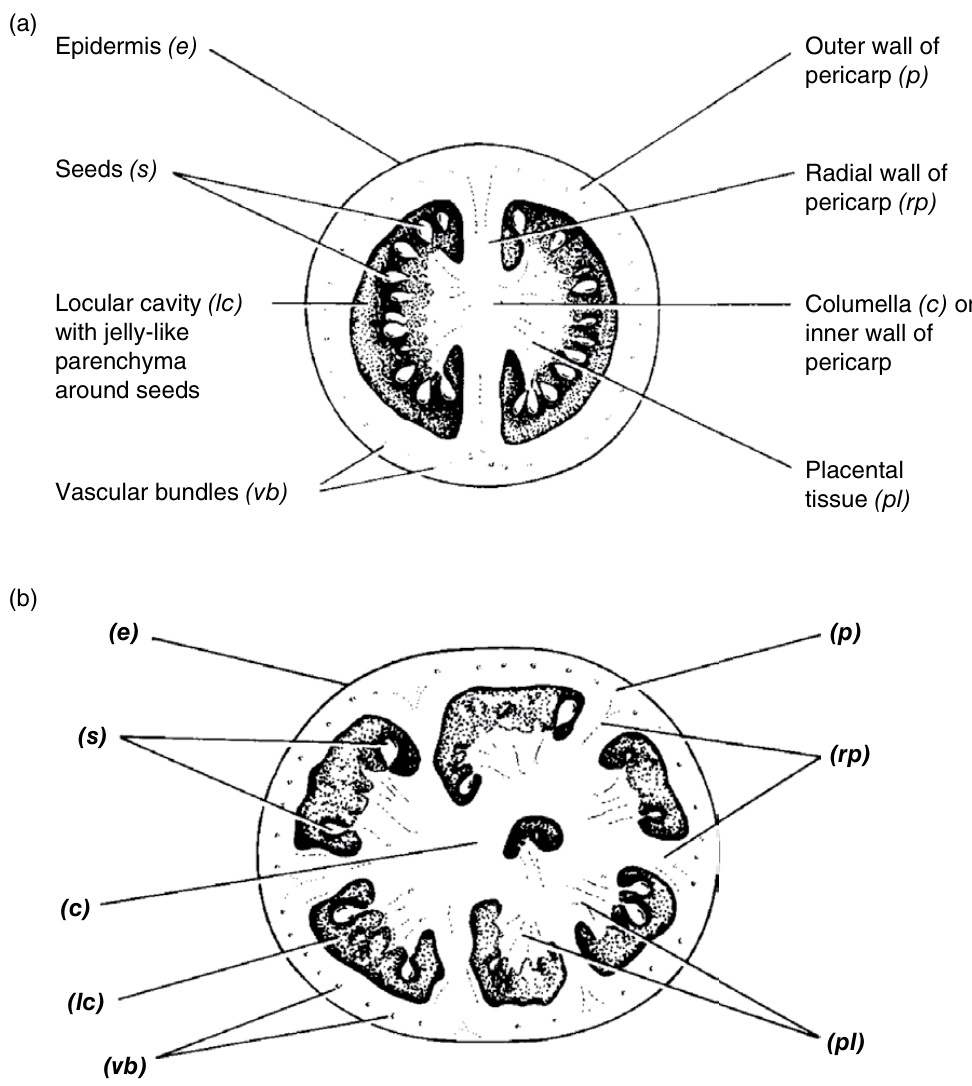 (a)
Epidermis (e)
Seeds (s)
Locular cavity (lc)
with jelly-like
parenchyma
around seeds
Vascular bundles (vb)
Outer wall of
pericarp (p)
Radial wall of
pericarp (rp)
Columella (c) or
inner wall of
pericarp
Placental
tissue (pl)
(b)
(e)
(s)
(c)
(lc)
(vb)
(p)
(rp)
(pl)